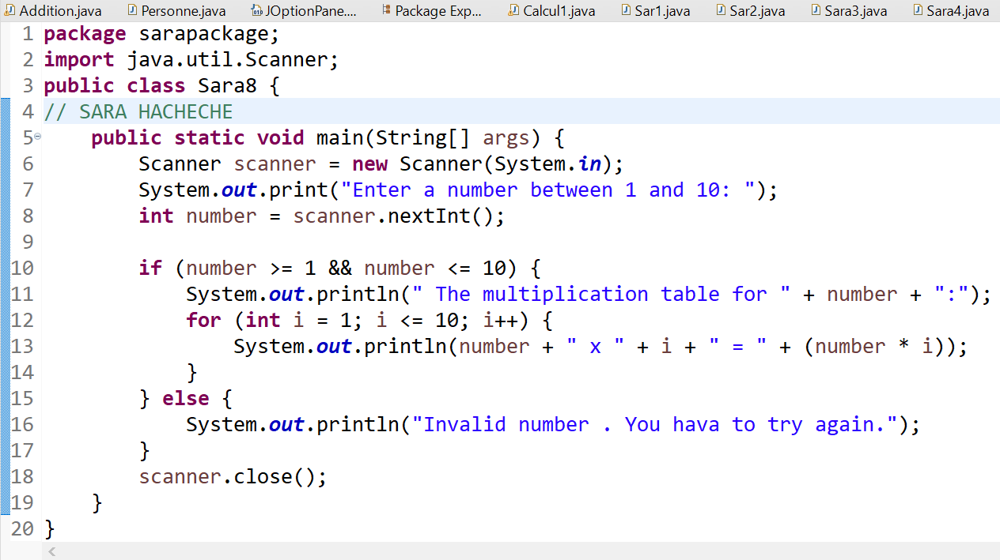 Addition.java Personne.java JOptionPane.... Package Exp... Calcul1.java Sar1.java Sar2.java Sara3.java Sara4.java
1 package sarapackage;
2 import java.util.Scanner;
3 public class Sara8 {
4 // SARA HACHECHE
5     public static void main(String[] args) {
6         Scanner scanner = new Scanner(System.in);
7         System.out.print("Enter a number between 1 and 10: ");
8         int number = scanner.nextInt();
9
10         if (number >= 1 && number <= 10) {
11             System.out.println(" The multiplication table for " + number + ":");
12             for (int i = 1; i <= 10; i++) {
13                 System.out.println(number + " x " + i + " = " + (number * i));
14             }
15         } else {
16             System.out.println("Invalid number . You hava to try again.");
17         }
18         scanner.close();
19     }
20 }